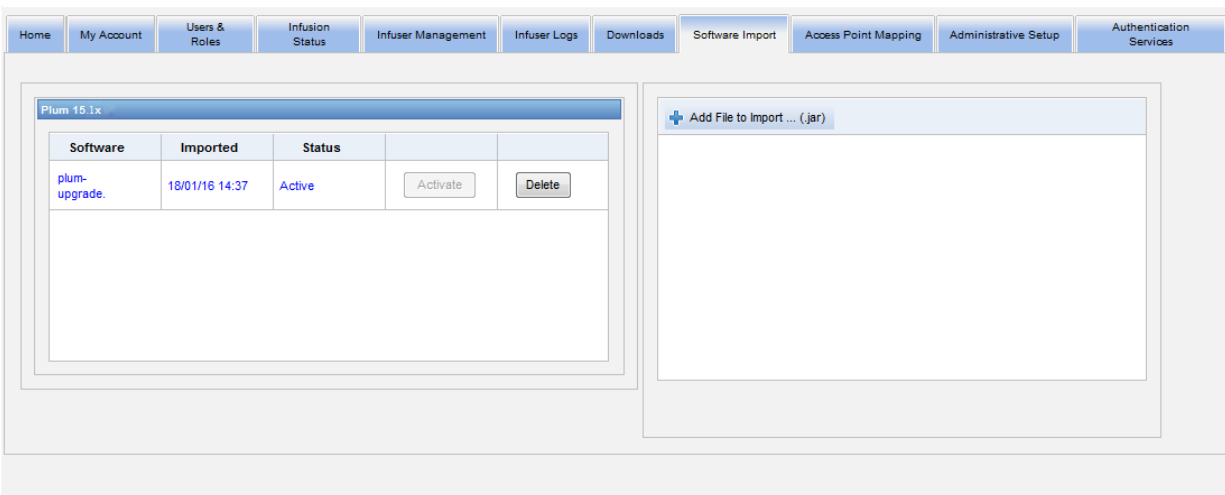 Home
My Account
Users &
Roles
Infusion
Status
Infuser Management
Infuser Logs
Downloads
Software Import
Access Point Mapping
Administrative Setup
Authentication
Services
Plum 15.1x
Software Imported Status
plum-
upgrade.
18/01/16 14:37 Active Activate Delete
Add File to Import ... (.jar)